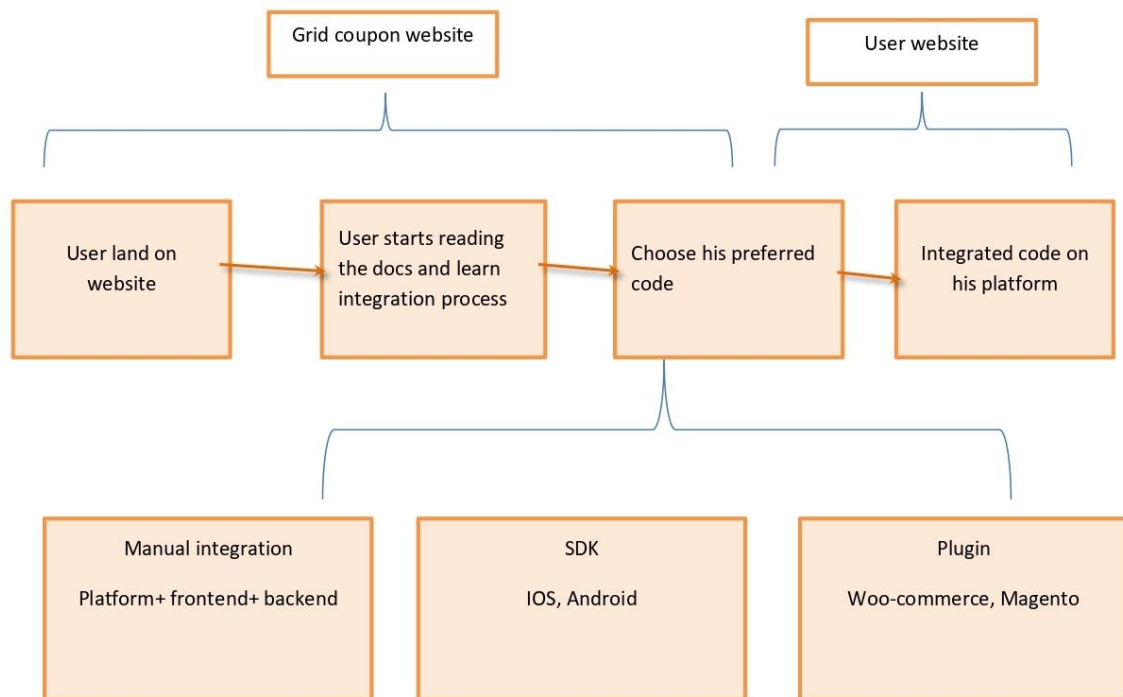 Grid coupon website
User website
User land on
website
User starts reading
the docs and learn
integration process
Choose his preferred
code
Integrated code on
his platform
Manual integration
Platform+ frontend+ backend
SDK
IOS, Android
Plugin
Woo-commerce, Magento